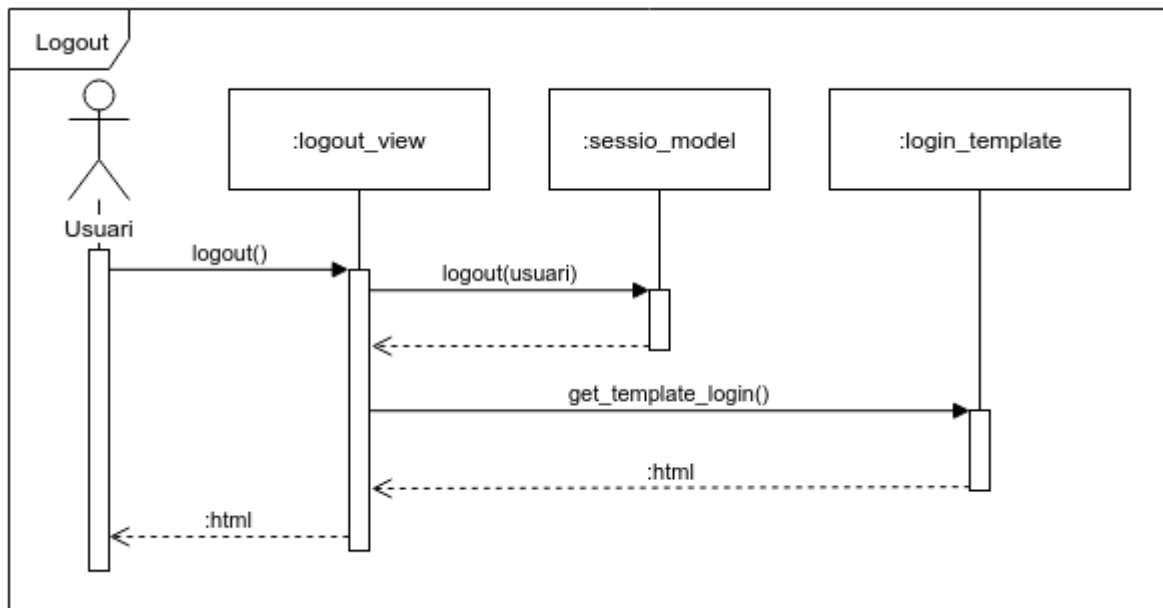 Logout
:logout_view
:sessio_model
:login_template
Usuari
logout()
logout(usuari)
get_template_login()
:html
:html